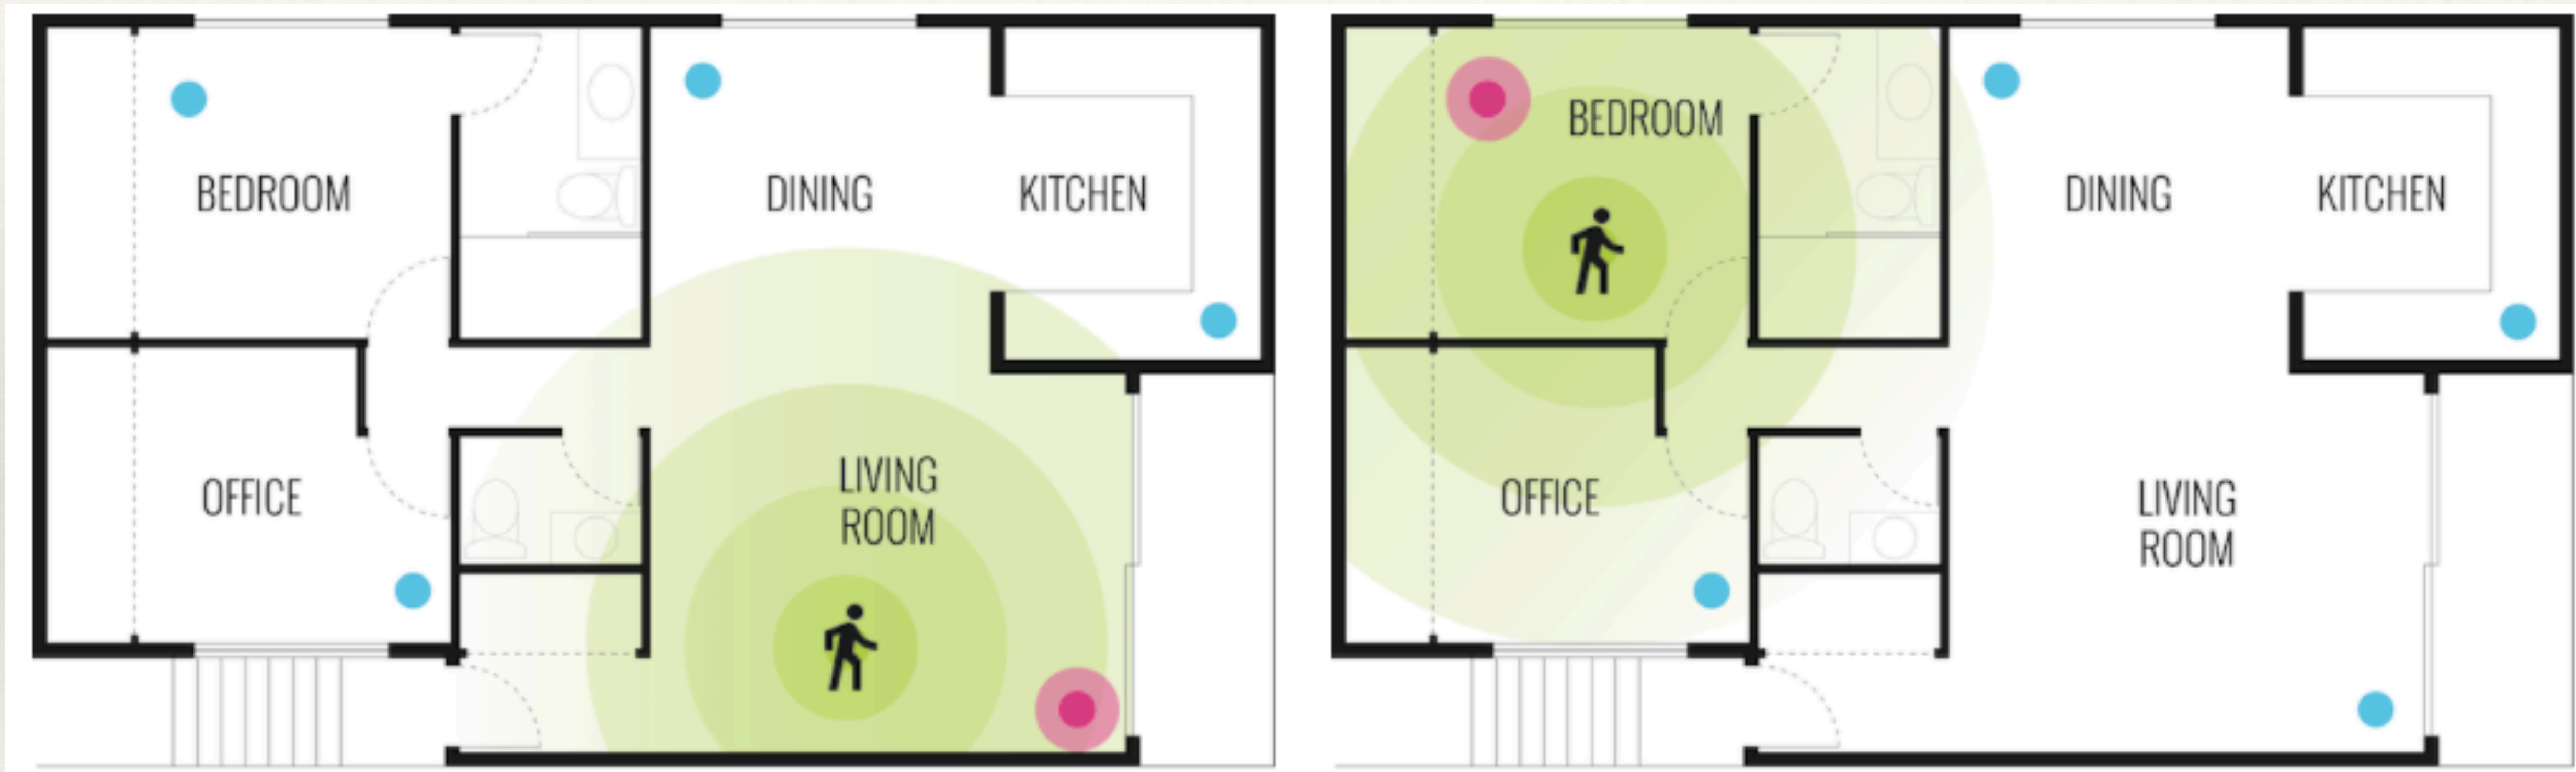 BEDROOM
DINING
KITCHEN
OFFICE
LIVING
ROOM
BEDROOM
DINING
KITCHEN
OFFICE
LIVING
ROOM